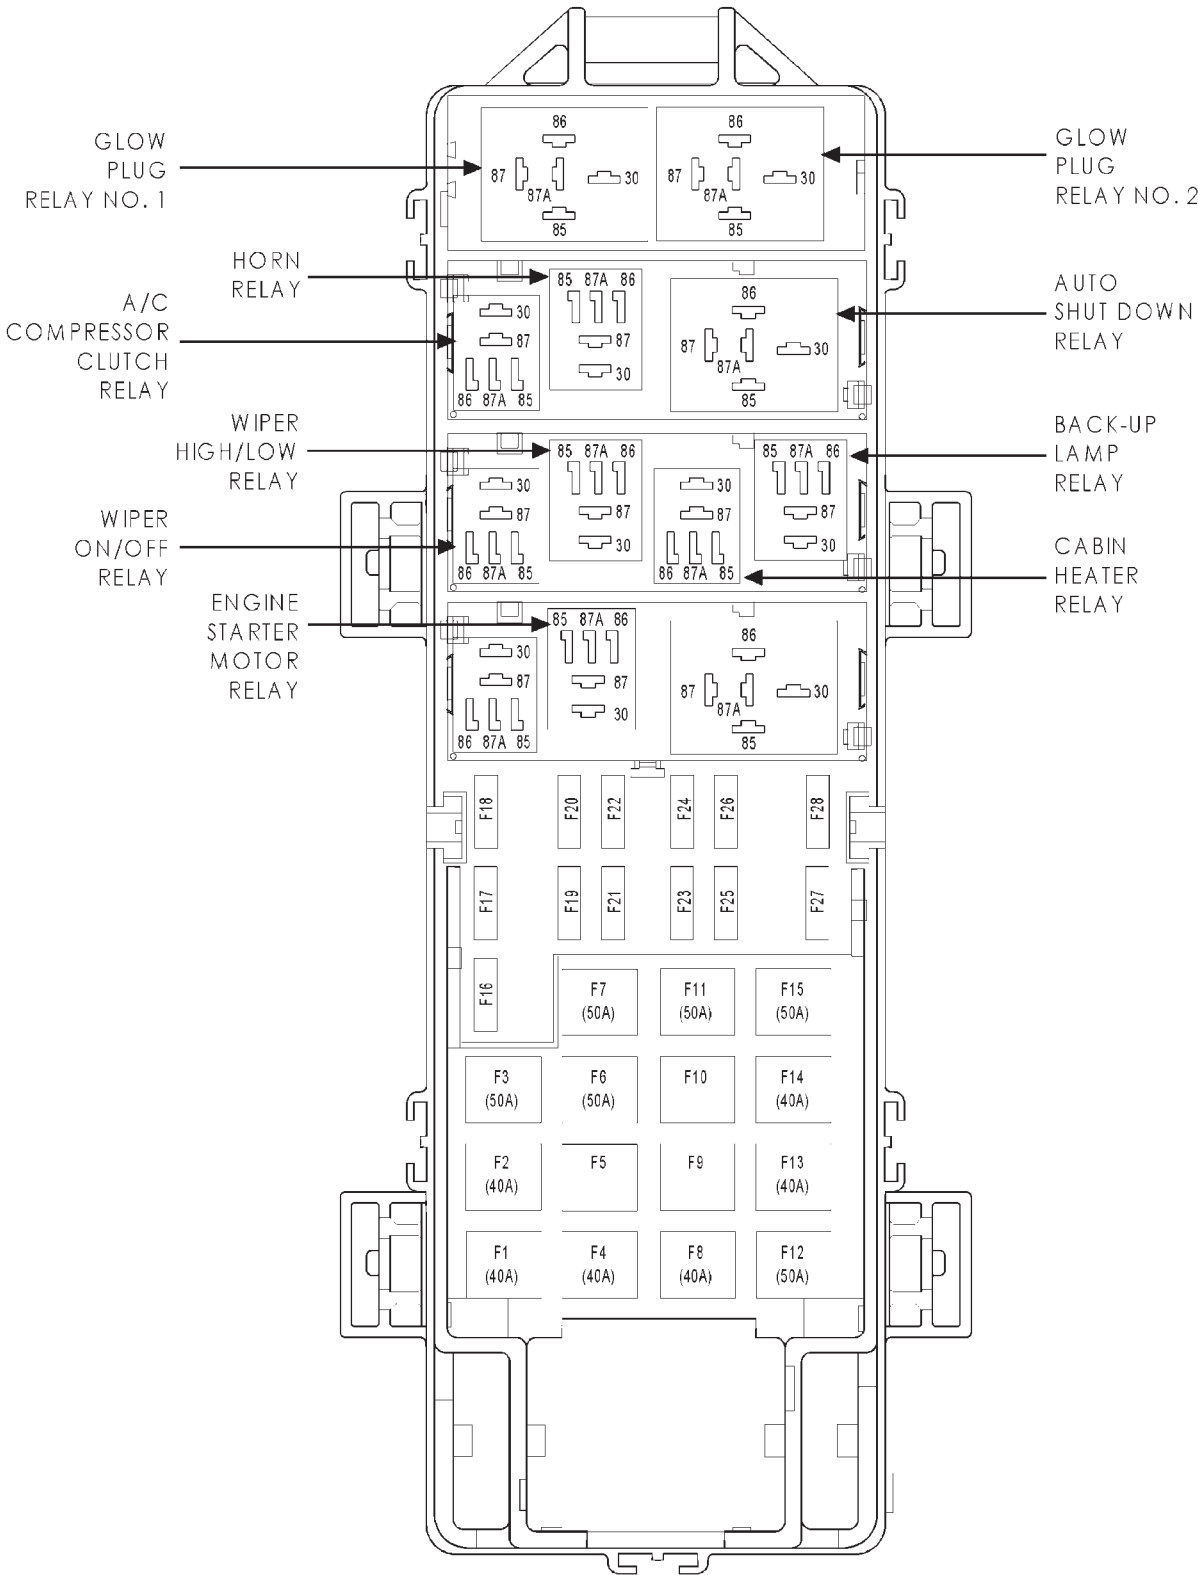 GLOW
PLUG
RELAY NO. 1
86
87
87A
30
85
86
87
87A
30
85
GLOW
PLUG
RELAY NO. 2
HORN
RELAY
A/C
COMPRESSOR
CLUTCH
RELAY
30
87
86 87A 85
85 87A 86
87
30
86
87
87A
30
85
AUTO
SHUT DOWN
RELAY
WIPER
HIGH/LOW
RELAY
WIPER
ON/OFF
RELAY
30
87
86 87A 85
85 87A 86
87
30
30
87
86 87A 85
85 87A 86
87
30
BACK-UP
LAMP
RELAY
CABIN
HEATER
RELAY
ENGINE
STARTER
MOTOR
RELAY
30
87
86 87A 85
85 87A 86
87
30
86
87
87A
30
85
F18
F20
F22
F24
F26
F28
F17
F19
F21
F23
F25
F27
F16
F7
(50A)
F11
(50A)
F15
(50A)
F3
(50A)
F6
(50A)
F10
F14
(40A)
F2
(40A)
F5
F9
F13
(40A)
F1
(40A)
F4
(40A)
F8
(40A)
F12
(50A)